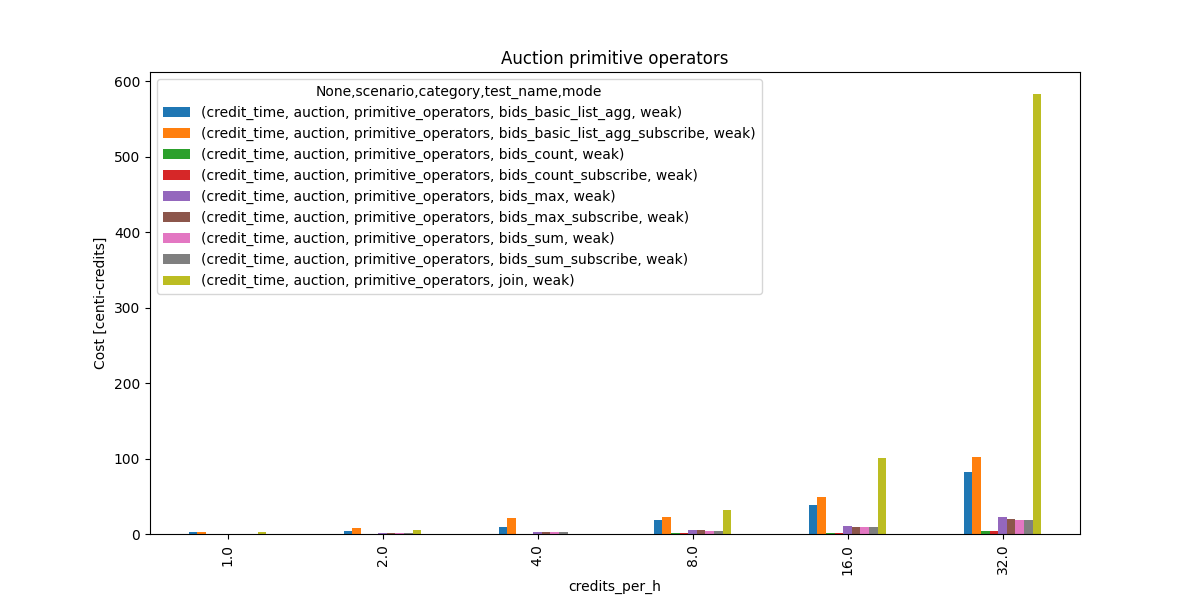 Auction primitive operators
None,scenario,category,test_name,mode
(credit_time, auction, primitive_operators, bids_basic_list_agg, weak)
(credit_time, auction, primitive_operators, bids_basic_list_agg_subscribe, weak)
(credit_time, auction, primitive_operators, bids_count, weak)
(credit_time, auction, primitive_operators, bids_count_subscribe, weak)
(credit_time, auction, primitive_operators, bids_max, weak)
(credit_time, auction, primitive_operators, bids_max_subscribe, weak)
(credit_time, auction, primitive_operators, bids_sum, weak)
(credit_time, auction, primitive_operators, bids_sum_subscribe, weak)
(credit_time, auction, primitive_operators, join, weak)
Cost [centi-credits]
600
500
400
300
200
100
0
1.0
2.0
4.0
8.0
16.0
32.0
credits_per_h